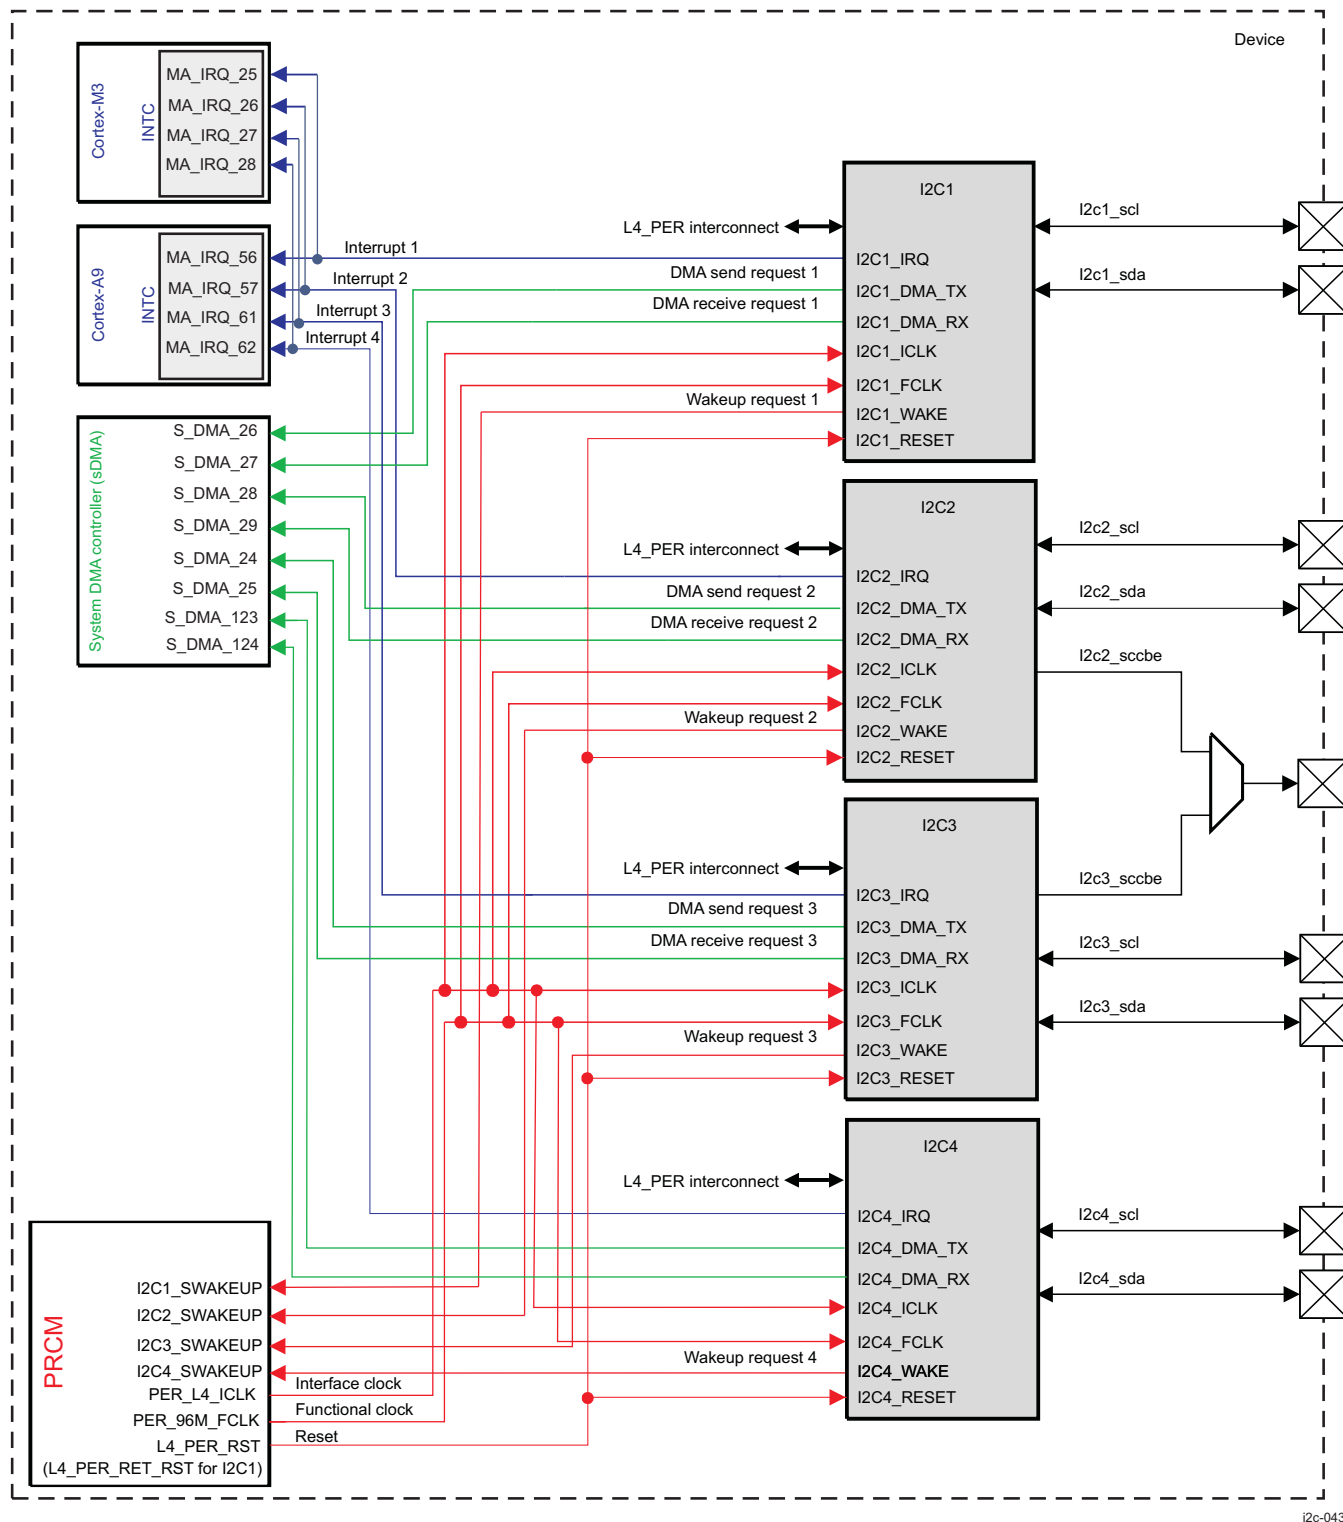 Device
Cortex-M3
INTC
MA_IRQ_25
MA_IRQ_26
MA_IRQ_27
MA_IRQ_28
Cortex-A9
INTC
MA_IRQ_56
MA_IRQ_57
MA_IRQ_61
MA_IRQ_62
Interrupt 1
Interrupt 2
Interrupt 3
Interrupt 4
System DMA controller (sDMA)
S_DMA_26
S_DMA_27
S_DMA_28
S_DMA_29
S_DMA_24
S_DMA_25
S_DMA_123
S_DMA_124
I2C1
L4_PER interconnect
I2C1_IRQ
DMA send request 1
I2C1_DMA_TX
DMA receive request 1
I2C1_DMA_RX
I2C1_ICLK
I2C1_FCLK
Wakeup request 1
I2C1_WAKE
I2C1_RESET
I2c1_scl
I2c1_sda
I2C2
L4_PER interconnect
I2C2_IRQ
DMA send request 2
I2C2_DMA_TX
DMA receive request 2
I2C2_DMA_RX
I2C2_ICLK
I2C2_FCLK
Wakeup request 2
I2C2_WAKE
I2C2_RESET
I2c2_scl
I2c2_sda
I2c2_sccbe
I2C3
L4_PER interconnect
I2C3_IRQ
DMA send request 3
I2C3_DMA_TX
DMA receive request 3
I2C3_DMA_RX
I2C3_ICLK
I2C3_FCLK
Wakeup request 3
I2C3_WAKE
I2C3_RESET
I2c3_sccbe
I2c3_scl
I2c3_sda
I2C4
L4_PER interconnect
I2C4_IRQ
I2C4_DMA_TX
I2C4_DMA_RX
I2C4_ICLK
I2C4_FCLK
Wakeup request 4
I2C4_WAKE
I2C4_RESET
I2c4_scl
I2c4_sda
PRCM
I2C1_SWAKEUP
I2C2_SWAKEUP
I2C3_SWAKEUP
I2C4_SWAKEUP
PER_L4_ICLK
PER_96M_FCLK
L4_PER_RST
(L4_PER_RET_RST for I2C1)
Interface clock
Functional clock
Reset
i2c-043